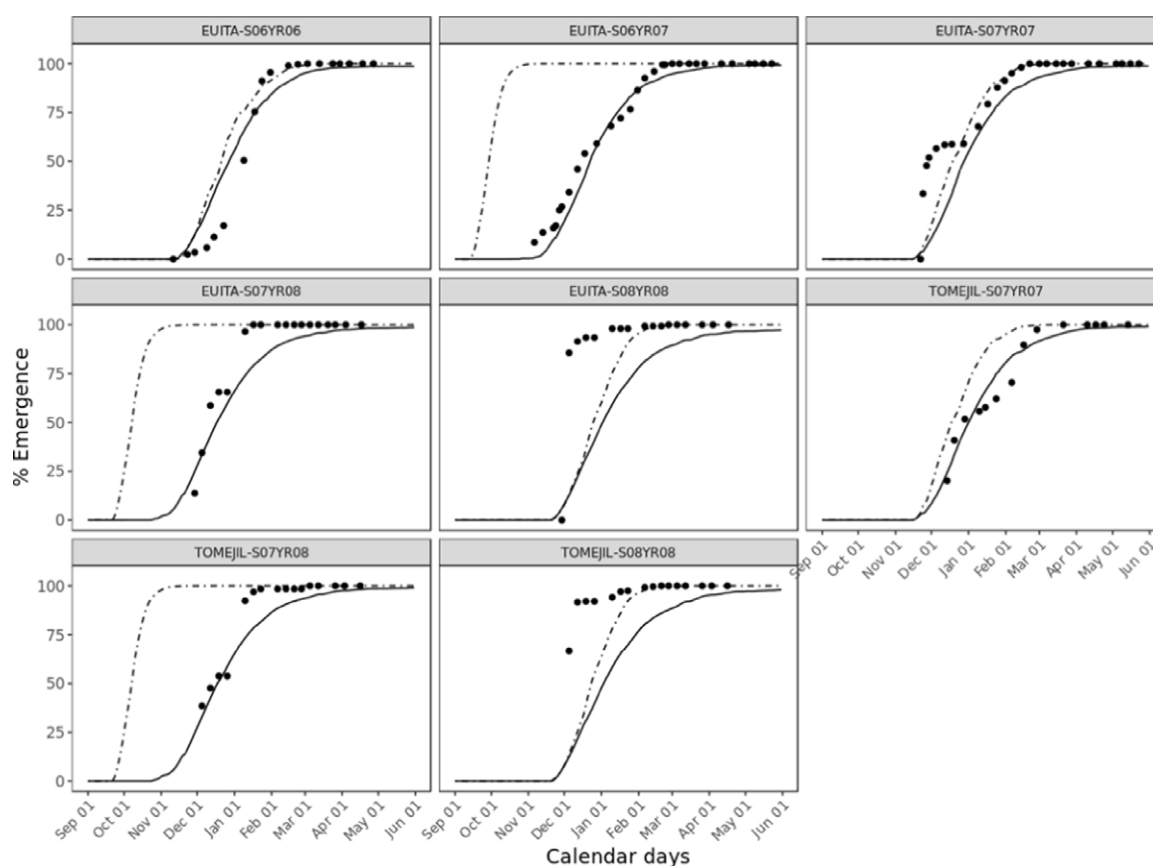 EUITA-S06YR06 EUITA-S06YR07 EUITA-S07YR07
100
75
50
25
0
EUITA-S07YR08 EUITA-S08YR08 TOMEJIL-S07YR07
100
75
50
25
0
% Emergence
TOMEJIL-S07YR08 TOMEJIL-S08YR08
Sep 01 Oct 01 Nov 01 Dec 01 Jan 01 Feb 01 Mar 01 Apr 01 May 01 Jun 01
100
75
50
25
0
Sep 01 Oct 01 Nov 01 Dec 01 Jan 01 Feb 01 Mar 01 Apr 01 May 01 Jun 01 Sep 01 Oct 01 Nov 01 Dec 01 Jan 01 Feb 01 Mar 01 Apr 01 May 01 Jun 01
Calendar days